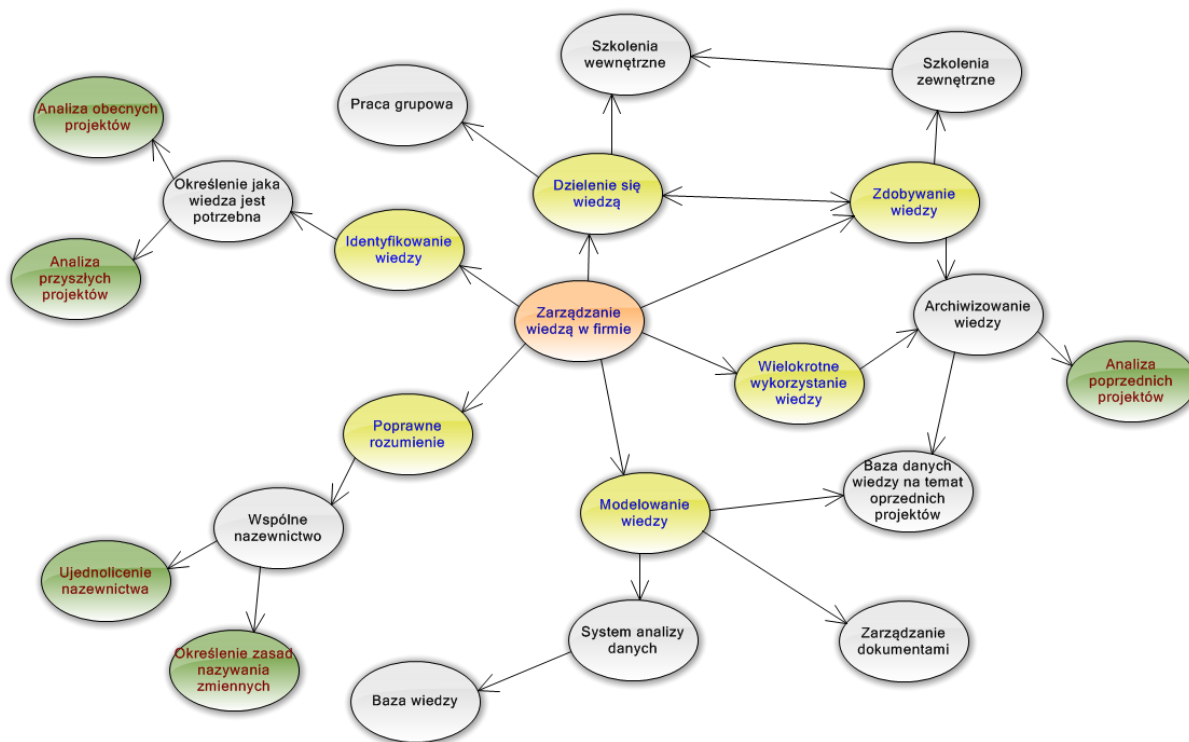 Szkolenia
wewnętrzne
Szkolenia
zewnętrzne
Praca grupowa
Analiza obecnych
projektów
Określenie jaka
wiedza jest
potrzebna
Dzielenie się
wiedzą
Zdobywanie
wiedzy
Identyfikowanie
wiedzy
Analiza
przyszłych
projektów
Zarządzanie
wiedzą w firmie
Archiwizowanie
wiedzy
Wielokrotne
wykorzystanie
wiedzy
Analiza
poprzednich
projektów
Poprawne
rozumienie
Baza danych
wiedzy na temat
oprzednich
projektów
Modelowanie
wiedzy
Wspólne
nazewnictwo
Ujednolicenie
nazewnictwa
System analizy
danych
Zarządzanie
dokumentami
Określenie zasad
nazywania
zmiennych
Baza wiedzy